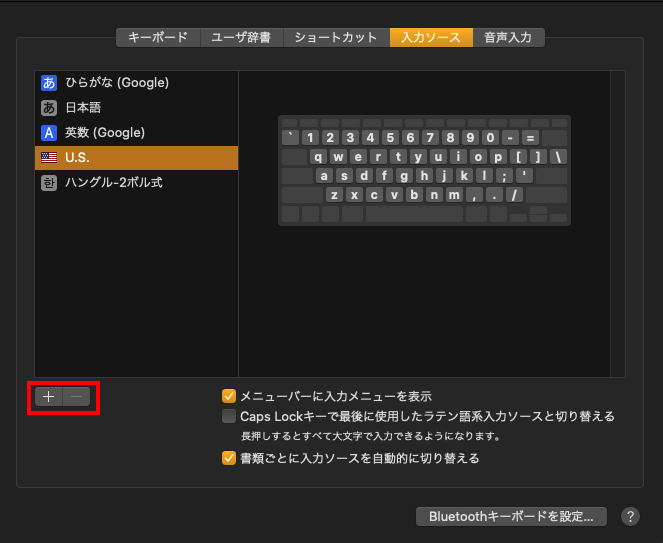 キーボード ユーザ辞書 ショートカット 入力ソース 音声入力
あ ひらがな (Google)
あ 日本語
A 英数 (Google)
U.S.
한 ハングル-2ボル式
` 1 2 3 4 5 6 7 8 9 0 - =
q w e r t y u i o p [ ] \
a s d f g h j k l ; '
z x c v b n m , . /
+ −
メニューバーに入力メニューを表示
Caps Lockキーで最後に使用したラテン語系入力ソースと切り替える
長押しするとすべて大文字で入力できるようになります。
書類ごとに入力ソースを自動的に切り替える
Bluetoothキーボードを設定... ?